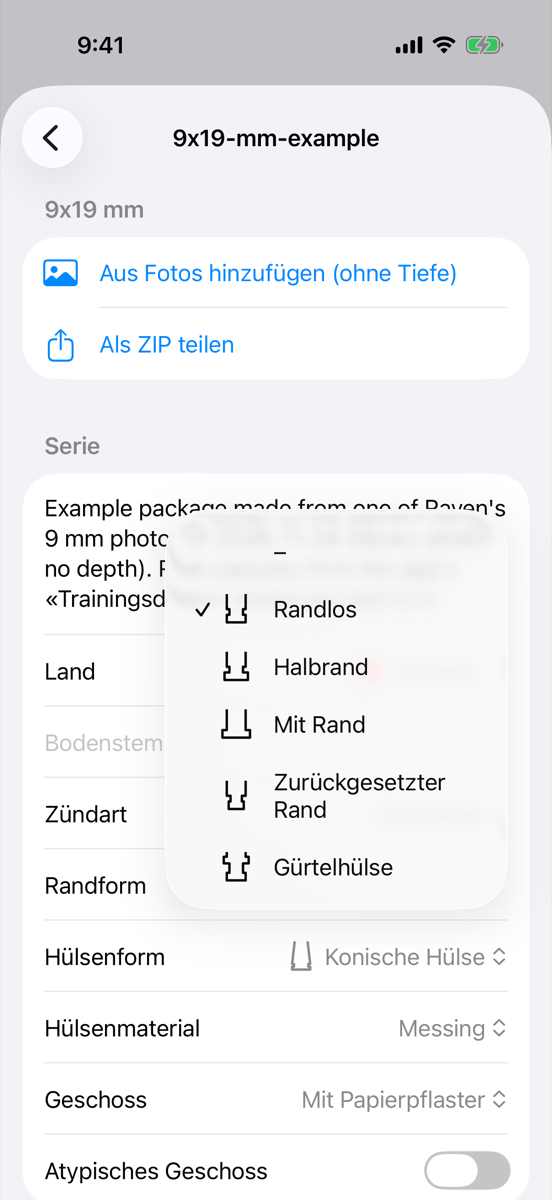 9:41
9x19-mm-example
9x19 mm
Aus Fotos hinzufügen (ohne Tiefe)
Als ZIP teilen
Serie
Example package made from one of Raven's
9 mm photo
no depth).
«Trainingsd
–
Randlos
Halbrand
Mit Rand
Zurückgesetzter
Rand
Gürtelhülse
Land
Bodenstem
Zündart
Randform
Hülsenform Konische Hülse
Hülsenmaterial Messing
Geschoss Mit Papierpflaster
Atypisches Geschoss